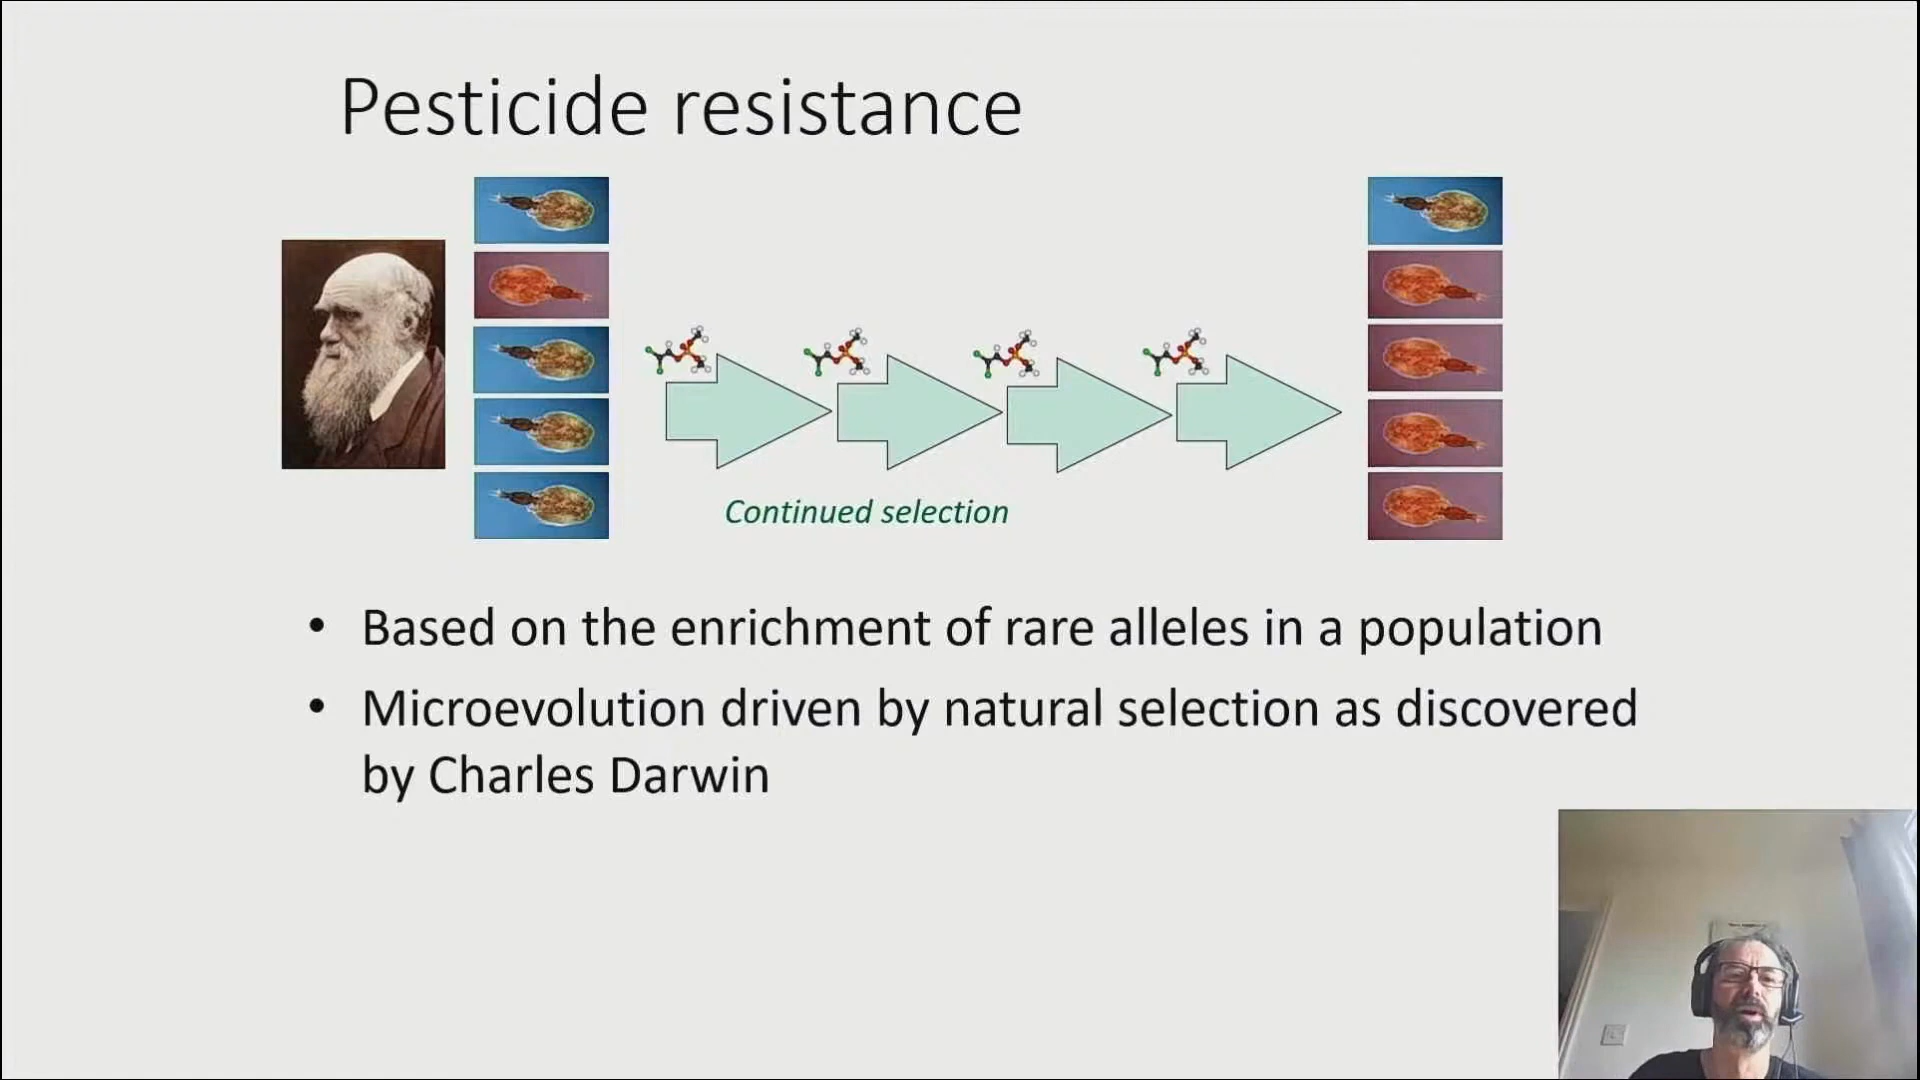 Pesticide resistance
Continued selection
• Based on the enrichment of rare alleles in a population
• Microevolution driven by natural selection as discovered
by Charles Darwin